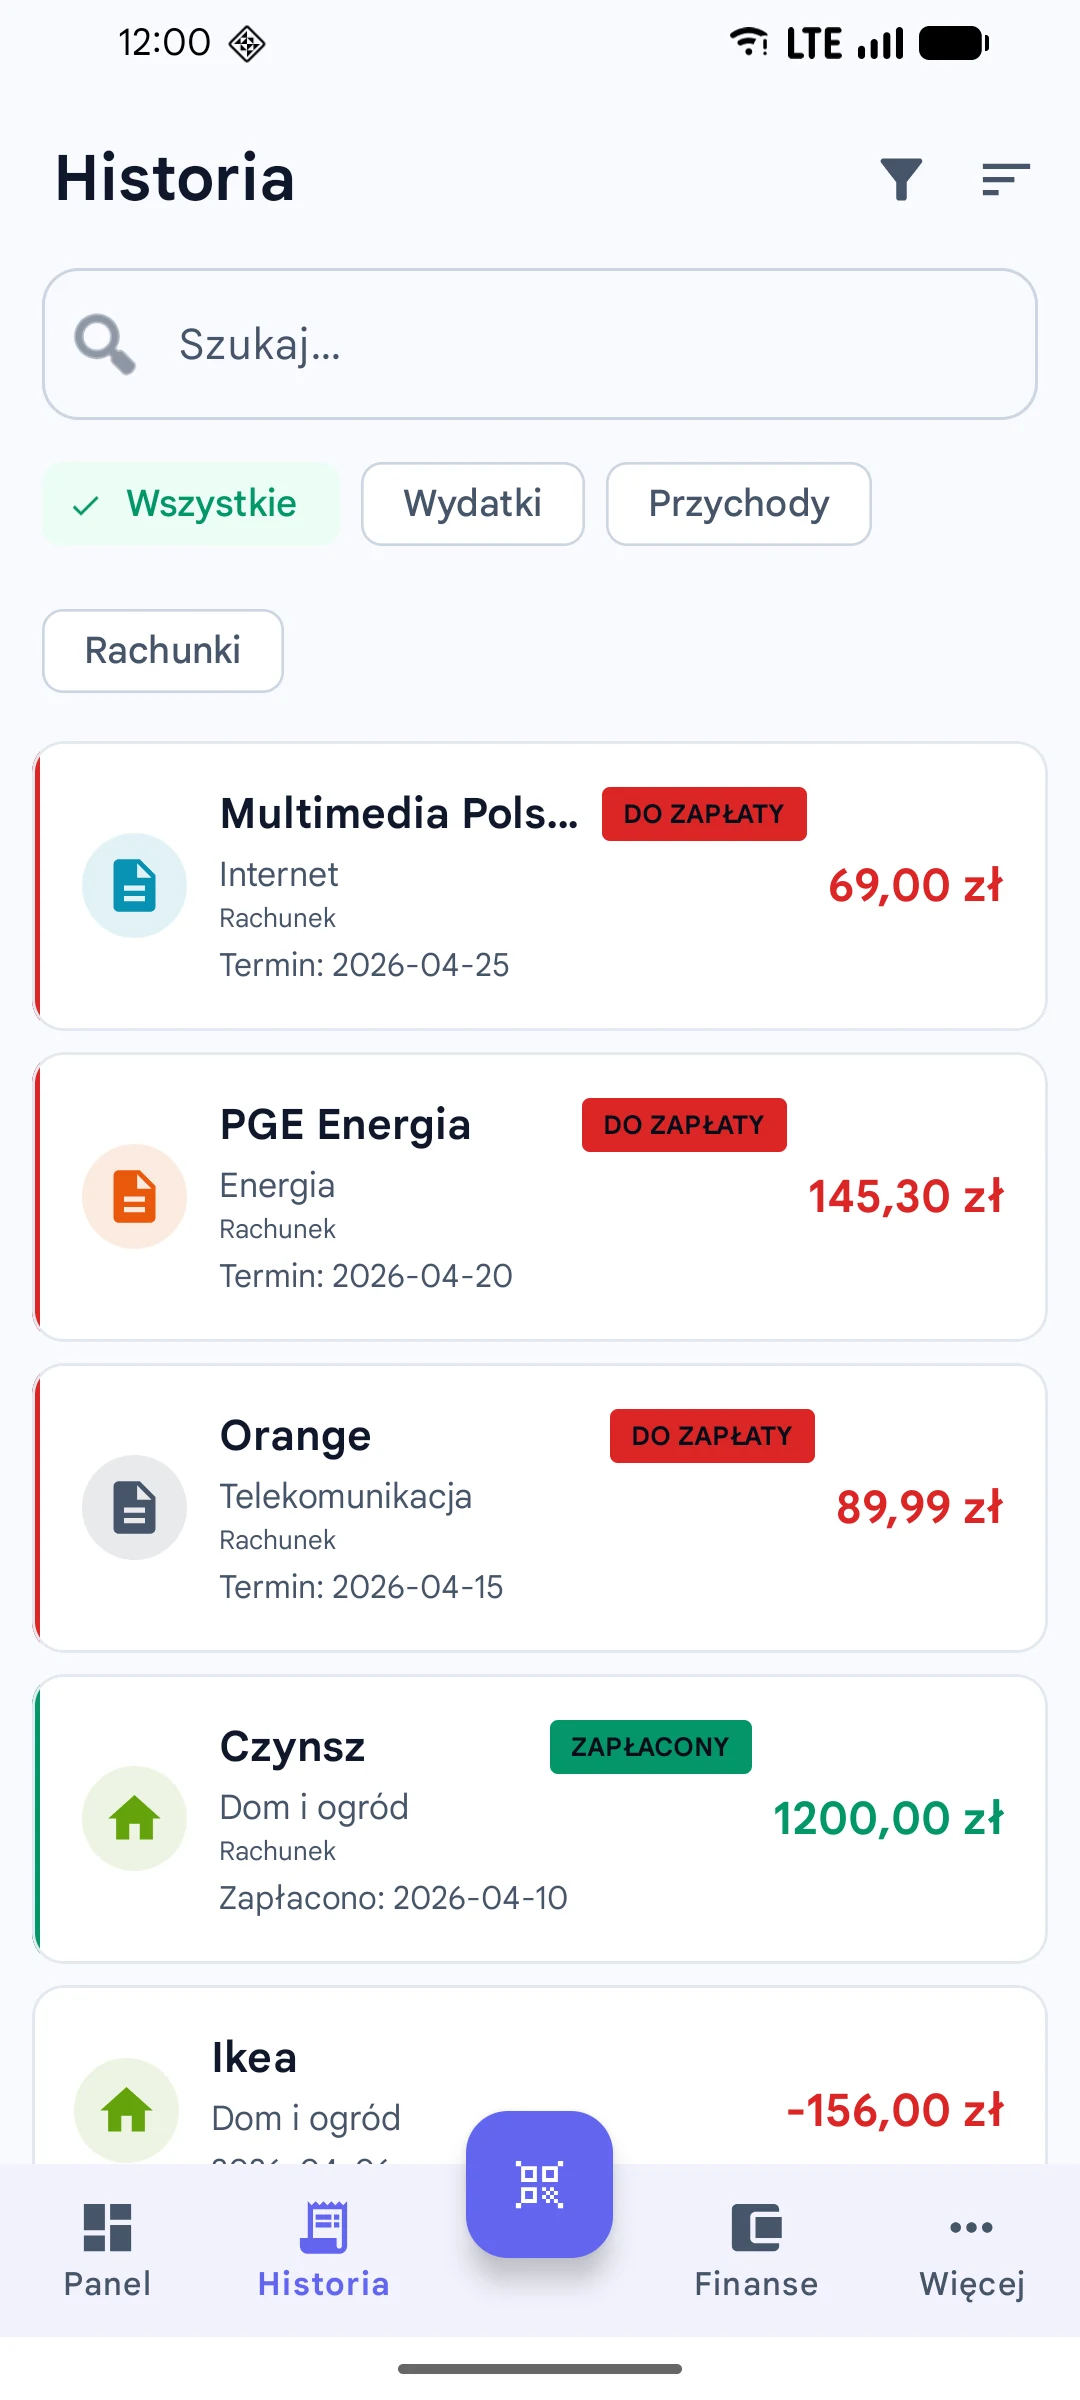 12:00
LTE
Historia
Szukaj...
Wszystkie
Wydatki
Przychody
Rachunki
Multimedia Pols...
DO ZAPŁATY
Internet
Rachunek
Termin: 2026-04-25
69,00 zł
PGE Energia
DO ZAPŁATY
Energia
Rachunek
Termin: 2026-04-20
145,30 zł
Orange
DO ZAPŁATY
Telekomunikacja
Rachunek
Termin: 2026-04-15
89,99 zł
Czynsz
ZAPŁACONY
Dom i ogród
Rachunek
Zapłacono: 2026-04-10
1200,00 zł
Ikea
Dom i ogród
-156,00 zł
Panel
Historia
Finanse
Więcej